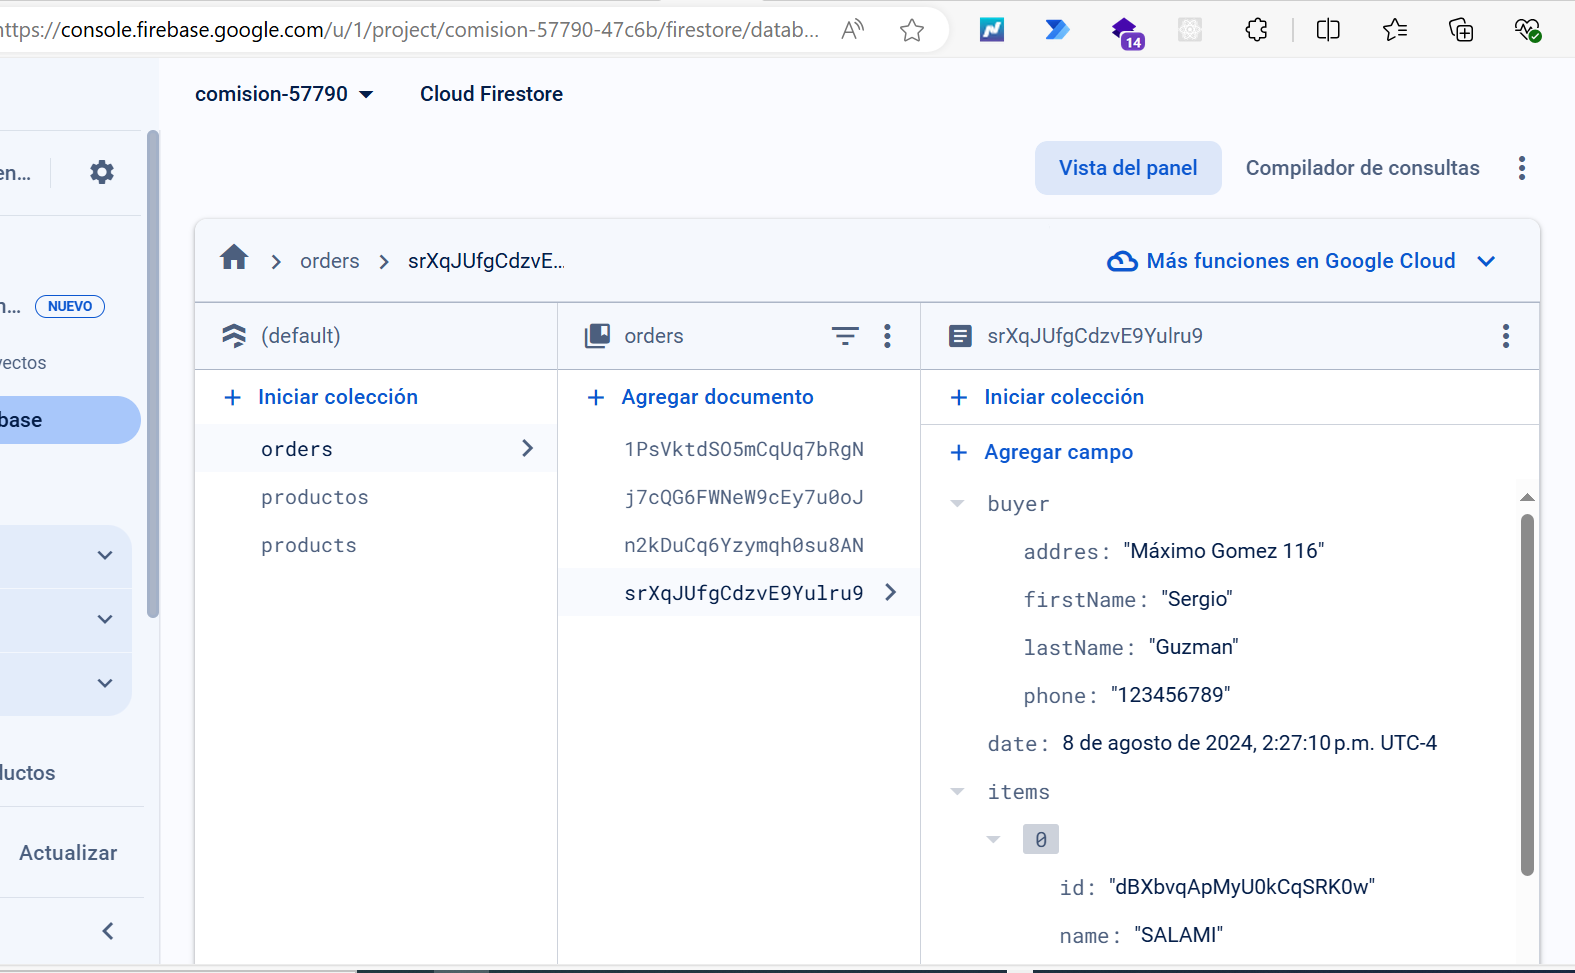 https://console.firebase.google.com/u/1/project/comision-57790-47c6b/firestore/datab...
14
comision-57790
Cloud Firestore
en...
Vista del panel
Compilador de consultas
orders
srXqJUfgCdzvE...
Más funciones en Google Cloud
n...
NUEVO
yectos
base
uctos
Actualizar
(default)
Iniciar colección
orders
productos
products
orders
Agregar documento
1PsVktdSO5mCqUq7bRgN
j7cQG6FWNeW9cEy7u0oJ
n2kDuCq6Yzymqh0su8AN
srXqJUfgCdzvE9Yulru9
srXqJUfgCdzvE9Yulru9
Iniciar colección
Agregar campo
buyer
addres: "Máximo Gomez 116"
firstName: "Sergio"
lastName: "Guzman"
phone: "123456789"
date: 8 de agosto de 2024, 2:27:10 p.m. UTC-4
items
0
id: "dBXbvqApMyU0kCqSRK0w"
name: "SALAMI"